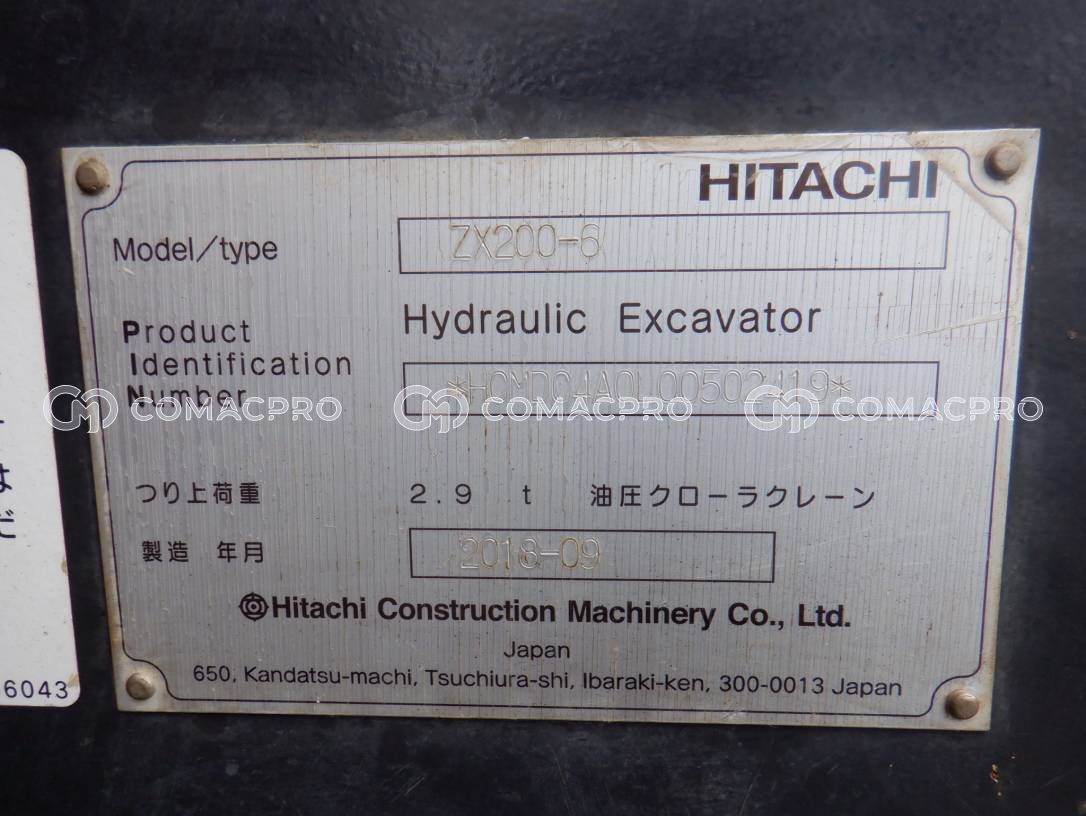 HITACHI
Model/type ZX200-6
Hydraulic Excavator
Product
Identification
Number
つり上荷重 2.9 t 油圧クローラクレーン
製造 年月 2018-09
Hitachi Construction Machinery Co., Ltd.
Japan
650, Kandatsu-machi, Tsuchiura-shi, Ibaraki-ken, 300-0013 Japan
6043
COMACPRO COMACPRO COMACPRO